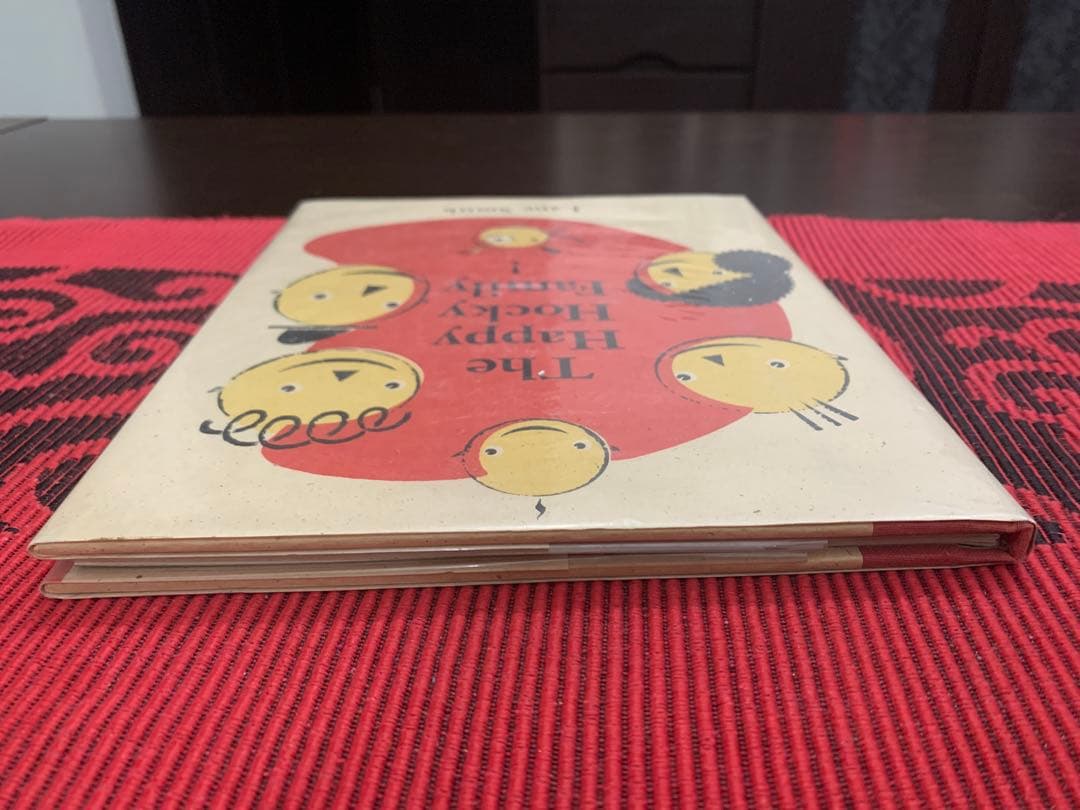 The
Happy
Hocky
Family
!
Lane Smith